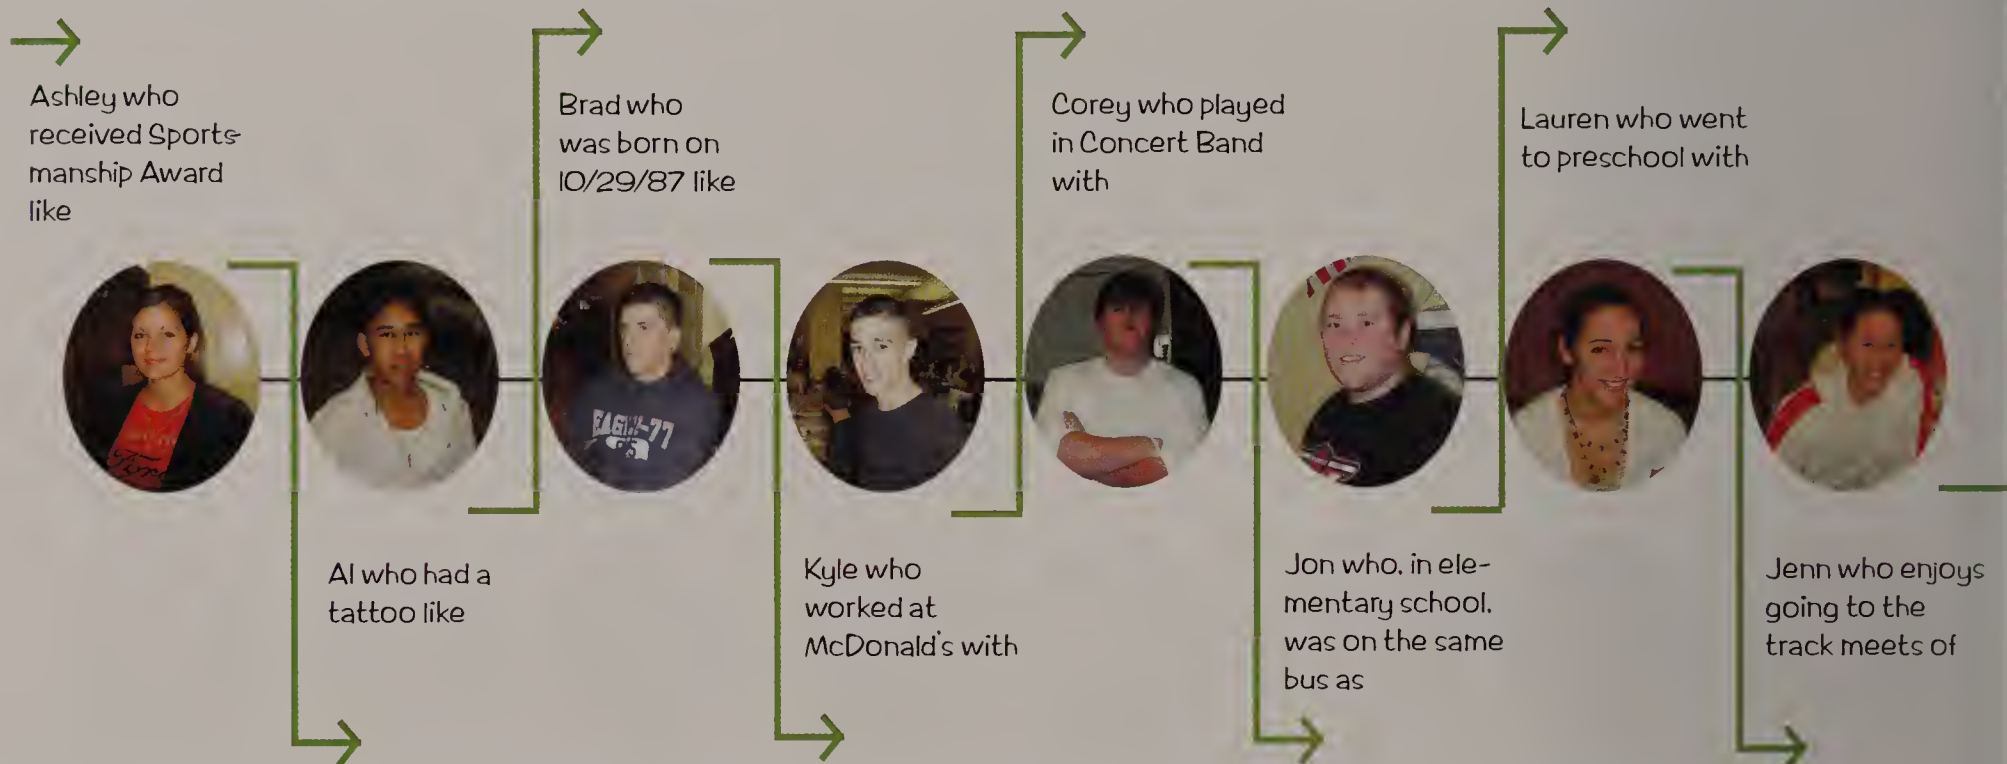 Ashley who
received Sports-
manship Award
like
Al who had a
tattoo like
Brad who
was born on
10/29/87 like
Kyle who
worked at
McDonald's with
Corey who played
in Concert Band
with
Jon who, in ele-
mentary school,
was on the same
bus as
Lauren who went
to preschool with
Jenn who enjoys
going to the
track meets of